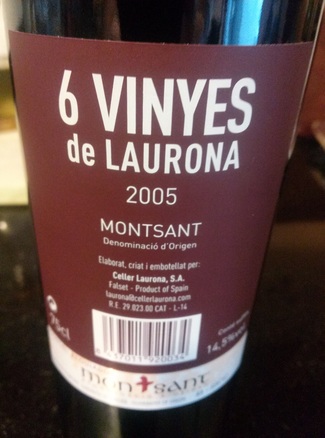 6 VINYES
de LAURONA
2005
MONTSANT
Denominació d'Origen
Elaborat, criat i embotellat per:
Celler Laurona, S.A.
Falset - Product of Spain
laurona@cellerlaurona.com
R.E. 29.023.00 CAT - L-14
75cl
14,5%vol
montsant